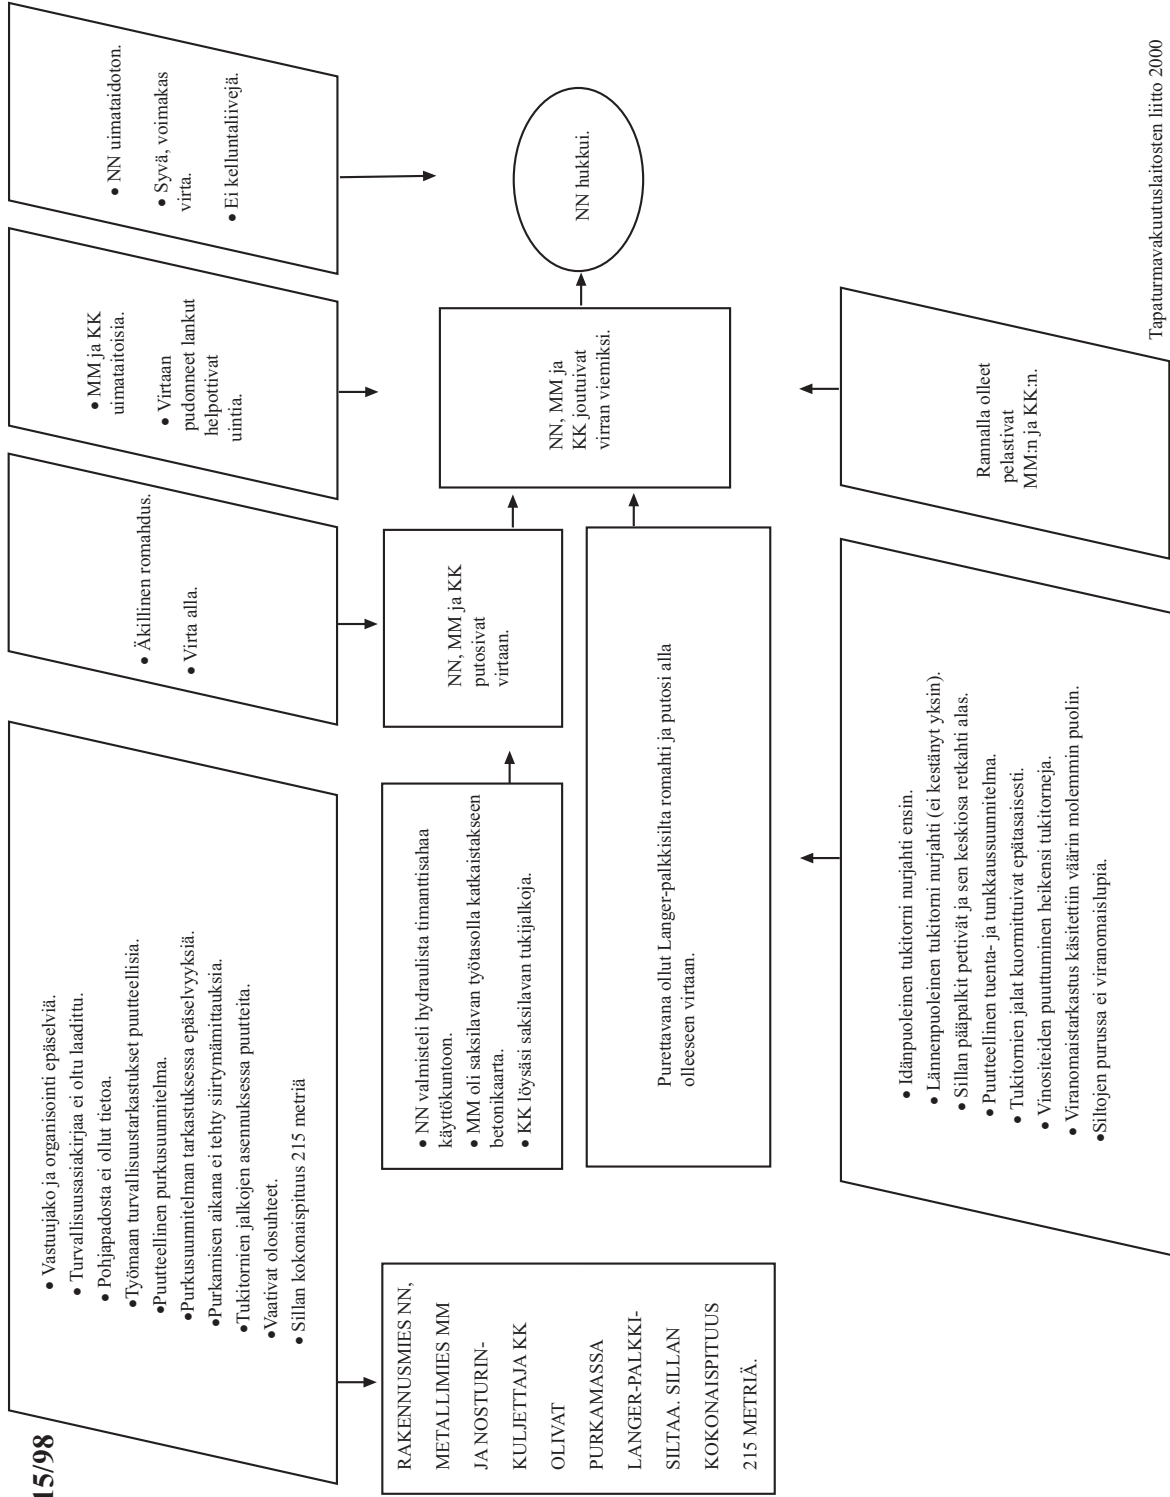 15/98
• Vastuujako ja organisointi epäselviä.
• Turvallisuusasiakirjaa ei oltu laadittu.
• Pohjapadosta ei ollut tietoa.
•Työmaan turvallisuustarkastukset puutteellisia.
•Puutteellinen purkusuunnitelma.
•Purkusuunnitelman tarkastuksessa epäselvyyksiä.
•Purkamisen aikana ei tehty siirtymämittauksia.
•Tukitornien jalkojen asennuksessa puutteita.
•Vaativat olosuhteet.
• Sillan kokonaispituus 215 metriä
• Äkillinen romahdus.
• Virta alla.
• MM ja KK
uimataitoisia.
• Virtaan
pudonneet lankut
helpottivat
uintia.
• NN uimataidoton.
• Syvä, voimakas
virta.
• Ei kelluntaliivejä.
RAKENNUSMIES NN,
METALLIMIES MM
JA NOSTURIN-
KULJETTAJA KK
OLIVAT
PURKAMASSA
LANGER-PALKKI-
SILTAA. SILLAN
KOKONAISPITUUS
215 METRIÄ.
• NN valmisteli hydraulista timanttisahaa
käyttökuntoon.
• MM oli saksilavan työtasolla katkaistakseen
betonikaarta.
• KK löysäsi saksilavan tukijalkoja.
NN, MM ja KK
putosivat
virtaan.
Purettavana ollut Langer-palkkisilta romahti ja putosi alla
olleeseen virtaan.
NN, MM ja
KK joutuivat
virran viemiksi.
NN hukkui.
• Idänpuoleinen tukitorni nurjahti ensin.
• Lännenpuoleinen tukitorni nurjahti (ei kestänyt yksin).
• Sillan pääpalkit pettivät ja sen keskiosa retkahti alas.
• Puutteellinen tuenta- ja tunkkaussuunnitelma.
• Tukitornien jalat kuormittuivat epätasaisesti.
• Vinositeiden puuttuminen heikensi tukitorneja.
• Viranomaistarkastus käsitettiin väärin molemmin puolin.
•Siltojen purussa ei viranomaislupia.
Rannalla olleet
pelastivat
MM:n ja KK:n.
Tapaturmavakuutuslaitosten liitto 2000